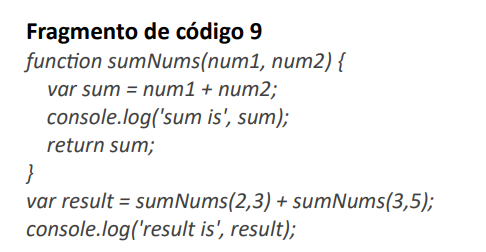 Fragmento de código 9
function sumNums(num1, num2) {
    var sum = num1 + num2;
    console.log('sum is', sum);
    return sum;
}
var result = sumNums(2,3) + sumNums(3,5);
console.log('result is', result);